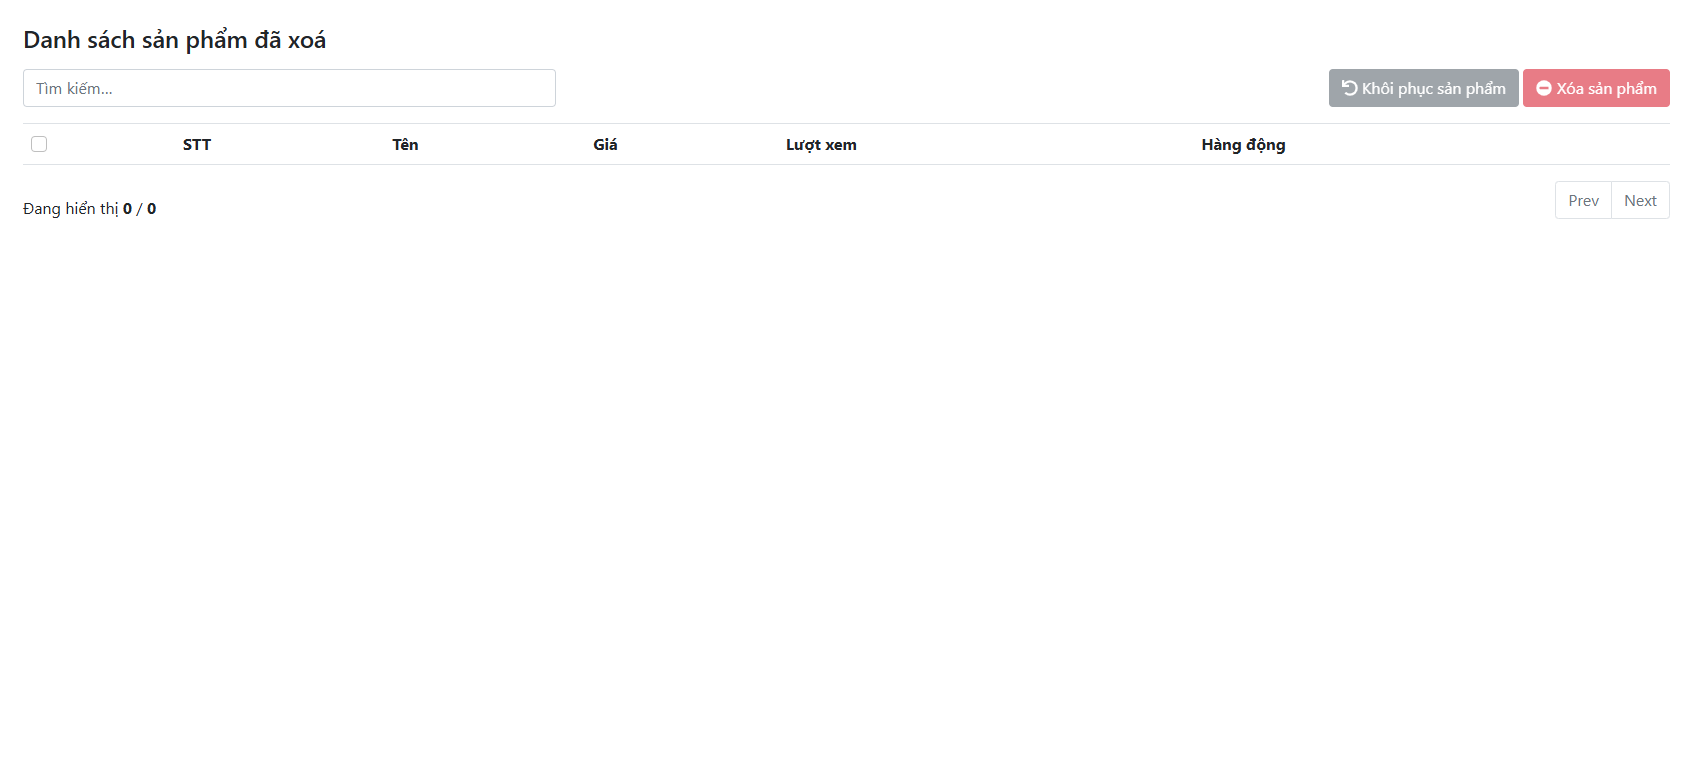 Danh sách sản phẩm đã xoá
Tìm kiếm...
Khôi phục sản phẩm
Xóa sản phẩm
STT Tên Giá Lượt xem Hàng động
Đang hiển thị 0 / 0
Prev Next